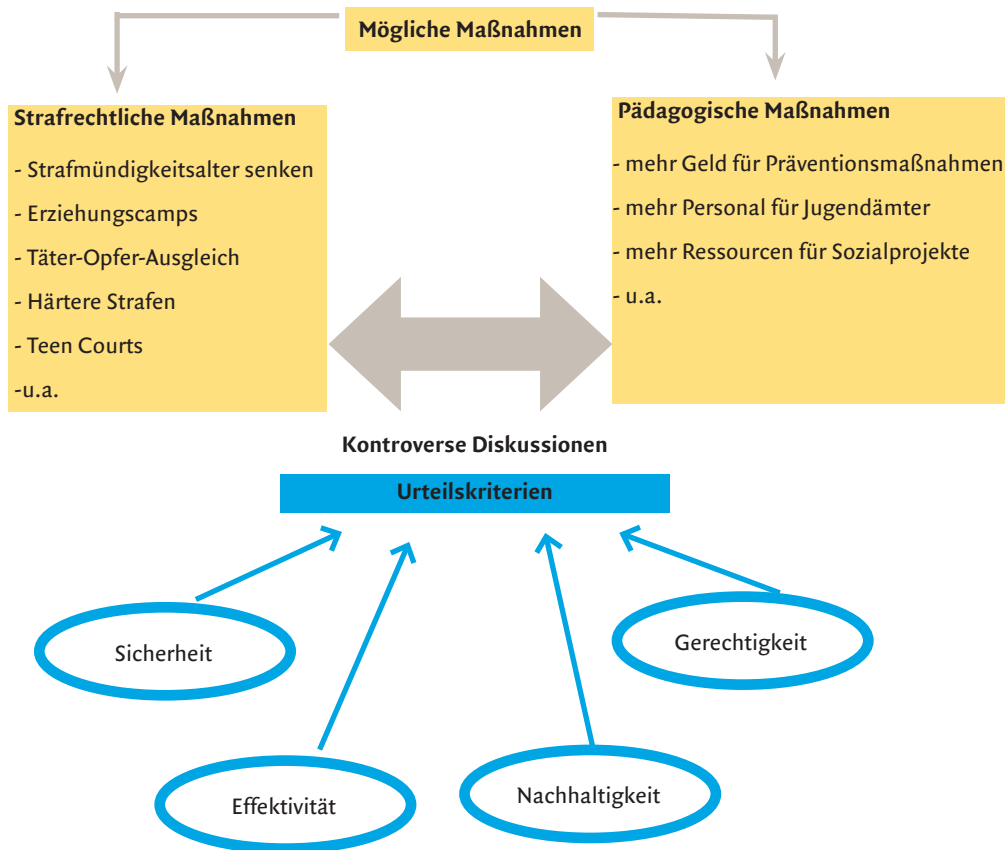 Mögliche Maßnahmen
Strafrechtliche Maßnahmen
- Strafmündigkeitsalter senken
- Erziehungscamps
- Täter-Opfer-Ausgleich
- Härtere Strafen
- Teen Courts
-u.a.
Pädagogische Maßnahmen
- mehr Geld für Präventionsmaßnahmen
- mehr Personal für Jugendämter
- mehr Ressourcen für Sozialprojekte
- u.a.
Kontroverse Diskussionen
Urteilskriterien
Sicherheit
Gerechtigkeit
Effektivität
Nachhaltigkeit